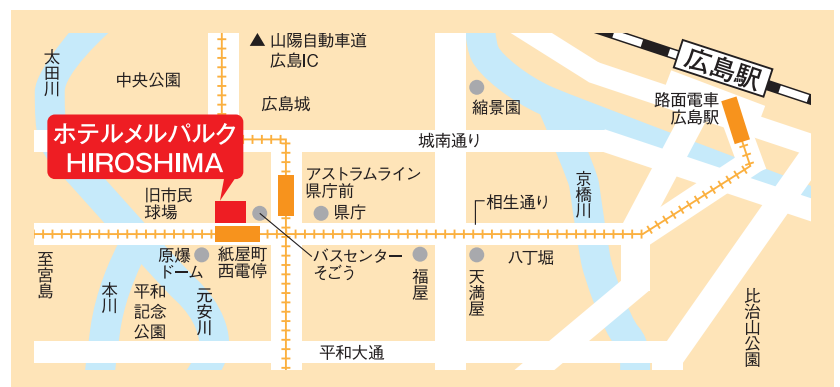 ▲ 山陽自動車道
広島IC
太田川
中央公園
広島城
縮景園
広島駅
路面電車
広島駅
ホテルメルパルク
HIROSHIMA
城南通り
アストラムライン
県庁前
旧市民
球場
県庁
相生通り
京橋川
原爆
ドーム
紙屋町
西電停
バスセンター
そごう
福屋
天満屋
八丁堀
至宮島
本川
平和
記念
公園
元安川
比治山公園
平和大通